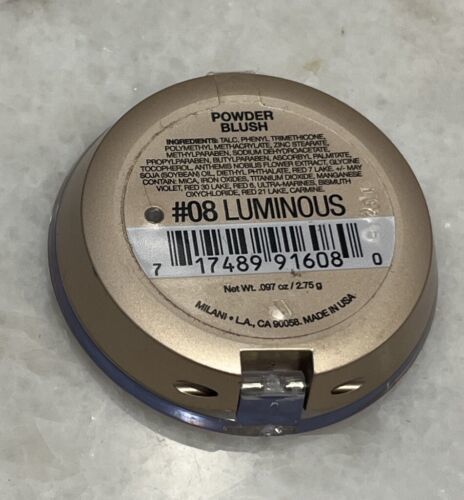 POWDER
BLUSH
INGREDIENTS: TALC, PHENYL TRIMETHICONE,
POLYMETHYL METHACRYLATE, ZINC STEARATE,
METHYLPARABEN, SODIUM DEHYDROACETATE,
PROPYLPARABEN, BUTYLPARABEN, ASCORBYL PALMITATE,
TOCOPHEROL, ANTHEMIS NOBILIS FLOWER EXTRACT, GLYCINE
SOJA (SOYBEAN) OIL, DIETHYL PHTHALATE, RED 7 LAKE. +/- MAY
CONTAIN: MICA, IRON OXIDES, TITANIUM DIOXIDE, MANGANESE
VIOLET, RED 30 LAKE, RED 6, ULTRA-MARINES, BISMUTH
OXYCHLORIDE, RED 21 LAKE, CARMINE.
#08 LUMINOUS
7 17489 91608 0
Net Wt. .097 oz / 2.75 g
MILANI • L.A., CA 90058. MADE IN USA